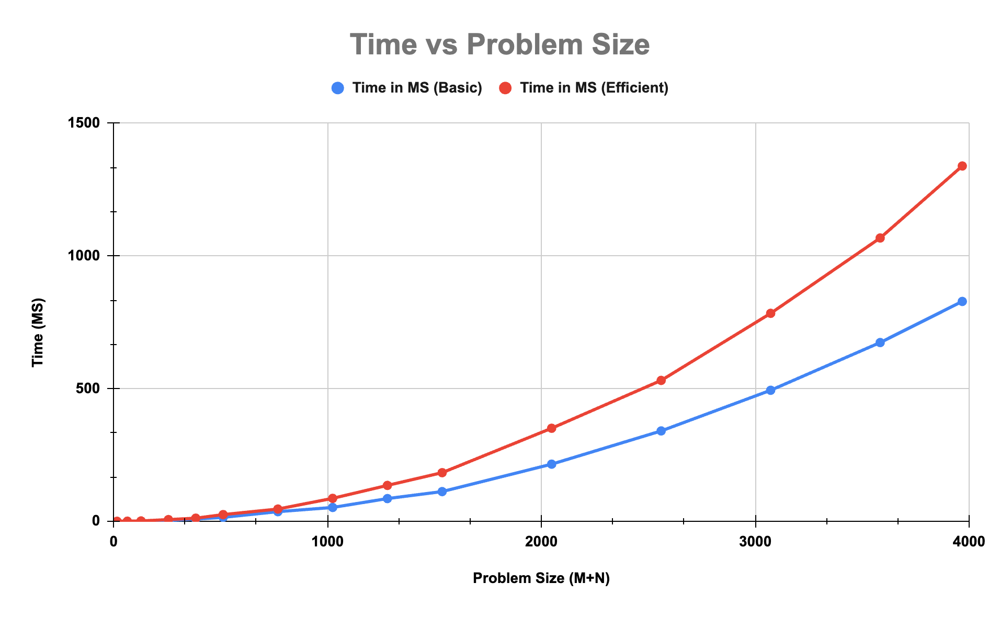 Time vs Problem Size
Time in MS (Basic) Time in MS (Efficient)
1500
1000
500
0
Time (MS)
0 1000 2000 3000 4000
Problem Size (M+N)